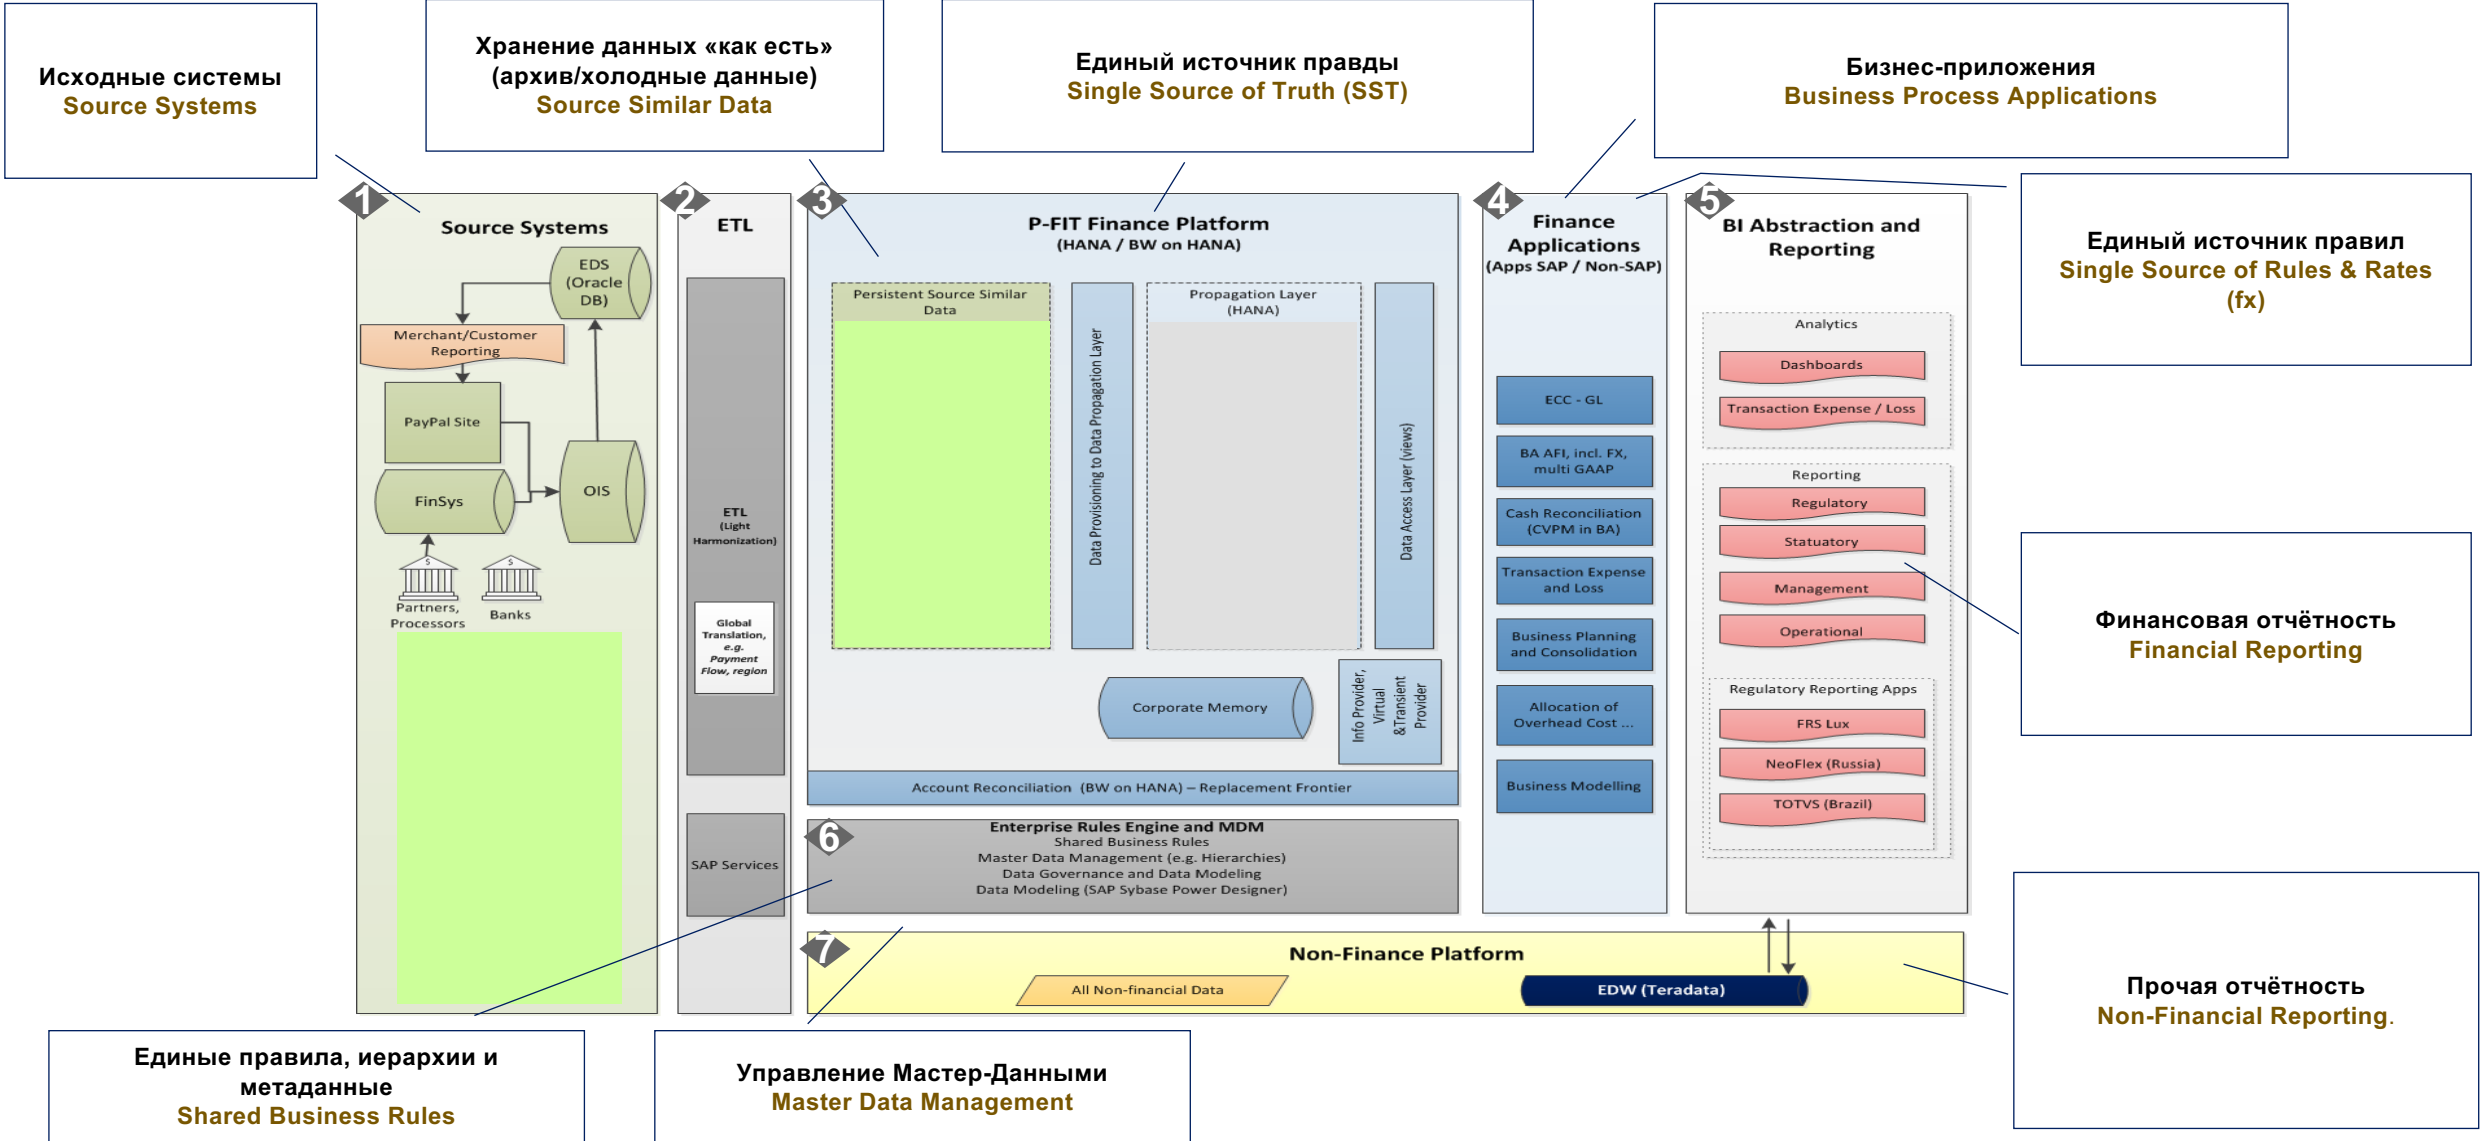 Исходные системы
Source Systems
Хранение данных «как есть»
(архив/холодные данные)
Source Similar Data
Единый источник правды
Single Source of Truth (SST)
Бизнес-приложения
Business Process Applications
Единый источник правил
Single Source of Rules & Rates
(fx)
Финансовая отчётность
Financial Reporting
Прочая отчётность
Non-Financial Reporting.
1
Source Systems
EDS
(Oracle
DB)
Merchant/Customer
Reporting
PayPal Site
FinSys
OIS
$
$
Partners,
Processors
Banks
2
ETL
ETL
(Light
Harmonization)
Global
Translation,
e.g.
Payment
Flow, region
SAP Services
3
P-FIT Finance Platform
(HANA / BW on HANA)
Persistent Source Similar
Data
Data Provisioning to Data Propagation Layer
Propagation Layer
(HANA)
Data Access Layer (views)
Corporate Memory
Info Provider,
Virtual
&Transient
Provider
Account Reconciliation (BW on HANA) – Replacement Frontier
4
Finance
Applications
(Apps SAP / Non-SAP)
ECC - GL
BA AFI, incl. FX,
multi GAAP
Cash Reconciliation
(CVPM in BA)
Transaction Expense
and Loss
Business Planning
and Consolidation
Allocation of
Overhead Cost ...
Business Modelling
5
BI Abstraction and
Reporting
Analytics
Dashboards
Transaction Expense / Loss
Reporting
Regulatory
Statuatory
Management
Operational
Regulatory Reporting Apps
FRS Lux
NeoFlex (Russia)
TOTVS (Brazil)
6
Enterprise Rules Engine and MDM
Shared Business Rules
Master Data Management (e.g. Hierarchies)
Data Governance and Data Modeling
Data Modeling (SAP Sybase Power Designer)
7
Non-Finance Platform
All Non-financial Data
EDW (Teradata)
Единые правила, иерархии и
метаданные
Shared Business Rules
Управление Мастер-Данными
Master Data Management